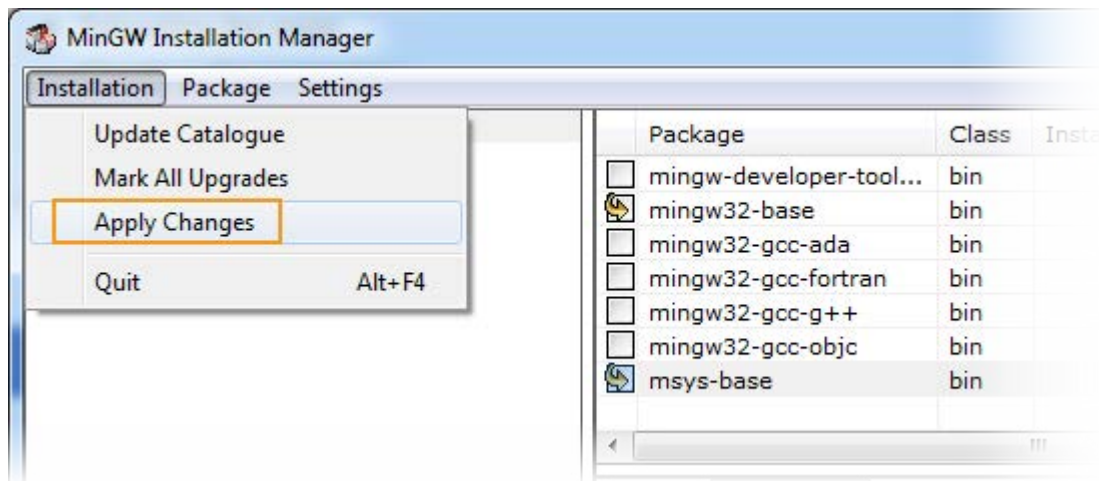 MinGW Installation Manager
Installation Package Settings
Update Catalogue
Mark All Upgrades
Apply Changes
Quit Alt+F4
Package Class Insta
mingw-developer-tool... bin
mingw32-base bin
mingw32-gcc-ada bin
mingw32-gcc-fortran bin
mingw32-gcc-g++ bin
mingw32-gcc-objc bin
msys-base bin